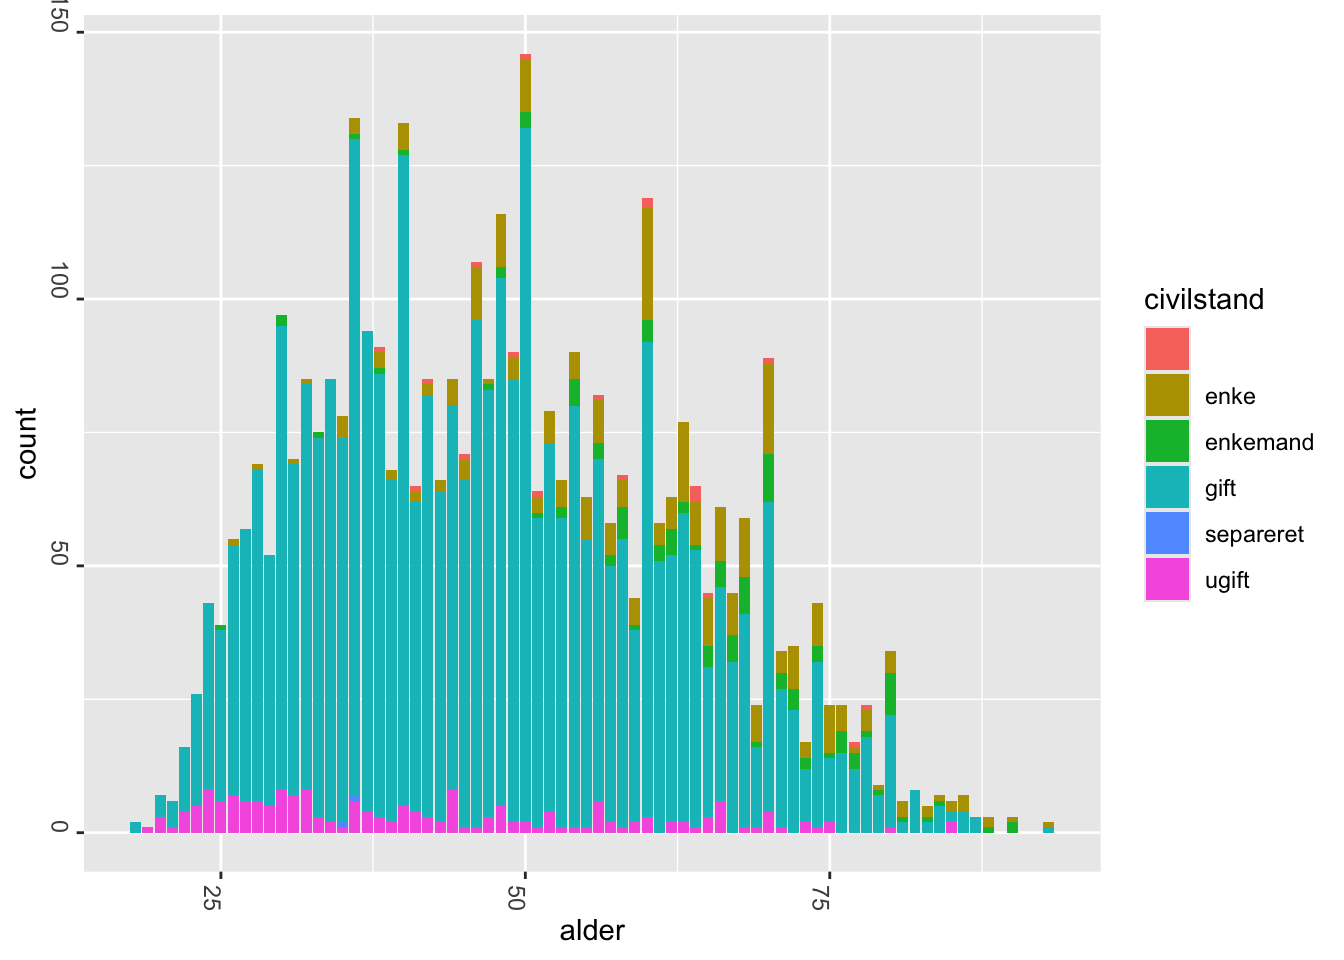 150
100
50
0
count
25
50
75
alder
civilstand
enke
enkemand
gift
separeret
ugift